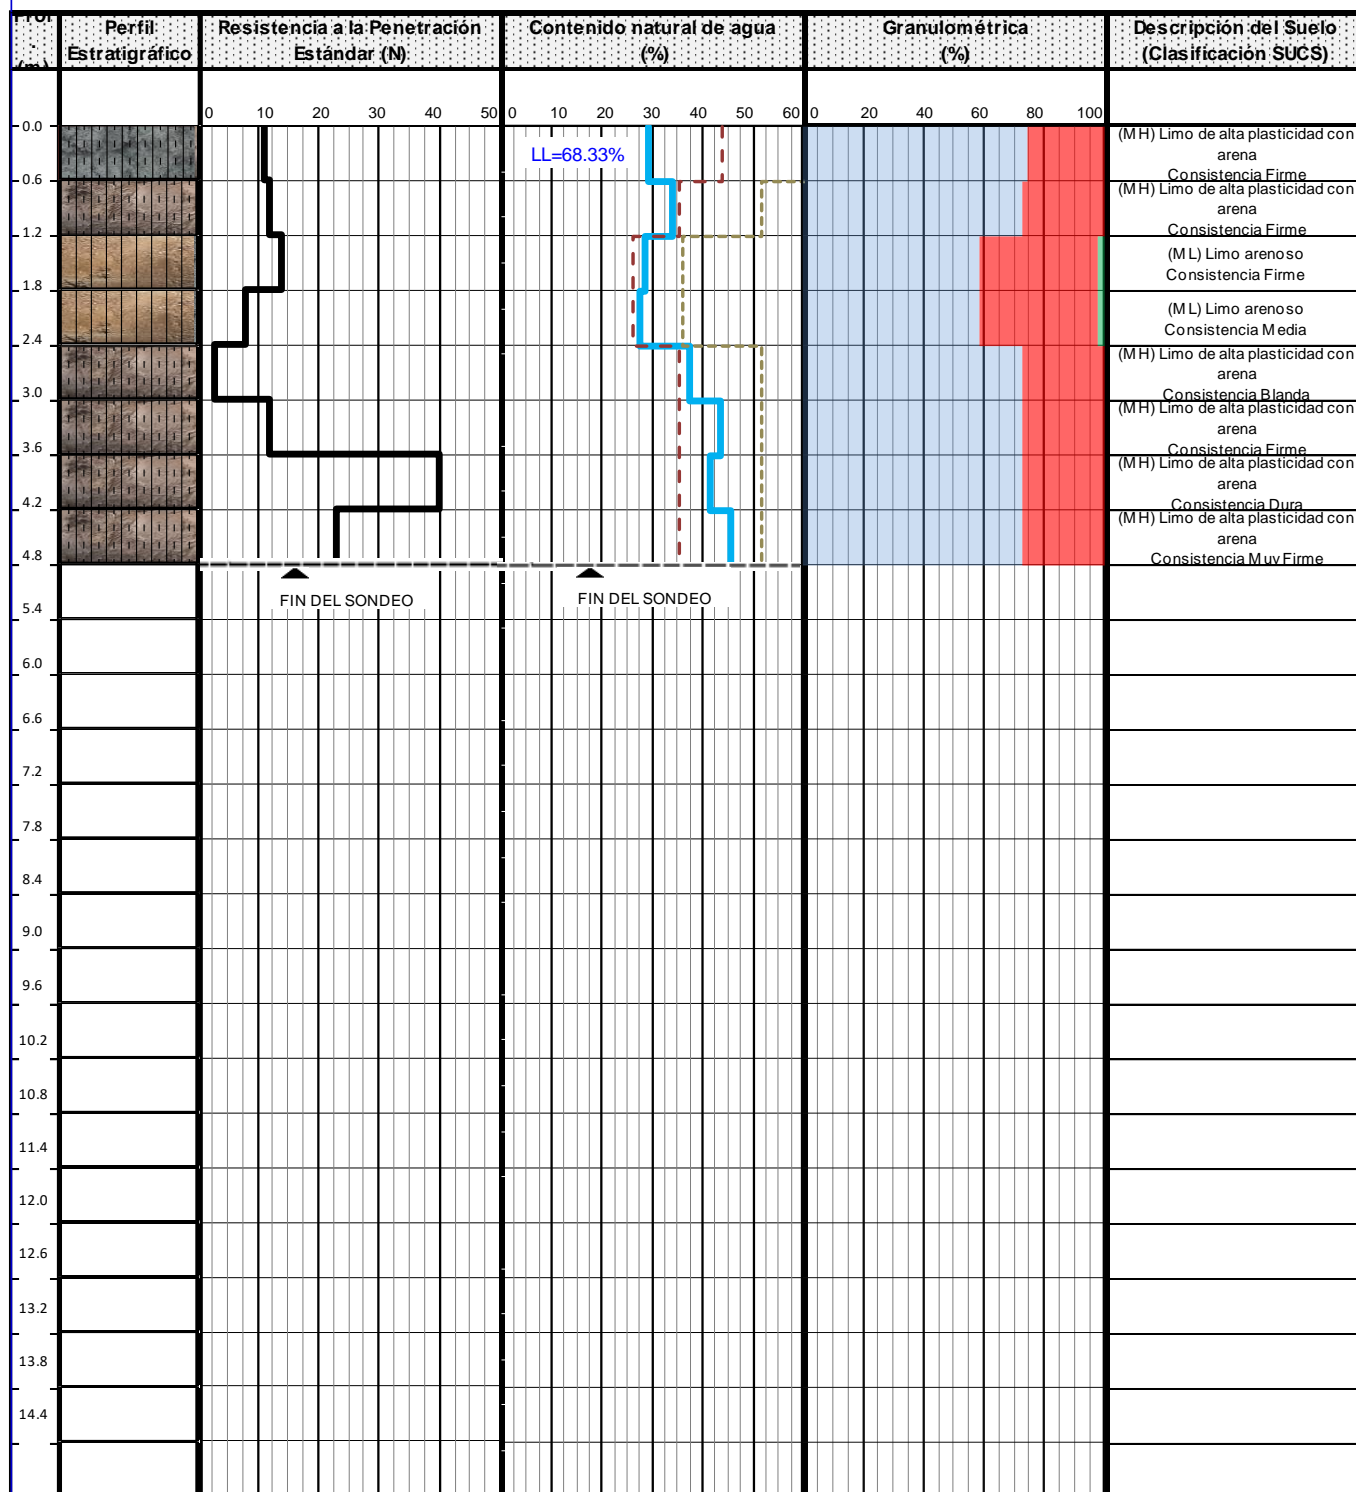 Prof
.
(m)
Perfil
Estratigráfico
Resistencia a la Penetración
Estándar (N)
Contenido natural de agua
(%)
Granulométrica
(%)
Descripción del Suelo
(Clasificación SUCS)
0 10 20 30 40 50
0 10 20 30 40 50 60
0 20 40 60 80 100
0.0
LL=68.33%
(MH) Limo de alta plasticidad con
arena
Consistencia Firme
0.6
(MH) Limo de alta plasticidad con
arena
Consistencia Firme
1.2
(ML) Limo arenoso
Consistencia Firme
1.8
(ML) Limo arenoso
Consistencia Media
2.4
(MH) Limo de alta plasticidad con
arena
Consistencia Blanda
3.0
(MH) Limo de alta plasticidad con
arena
Consistencia Firme
3.6
(MH) Limo de alta plasticidad con
arena
Consistencia Dura
4.2
(MH) Limo de alta plasticidad con
arena
Consistencia Muy Firme
4.8
FIN DEL SONDEO
FIN DEL SONDEO
5.4
6.0
6.6
7.2
7.8
8.4
9.0
9.6
10.2
10.8
11.4
12.0
12.6
13.2
13.8
14.4